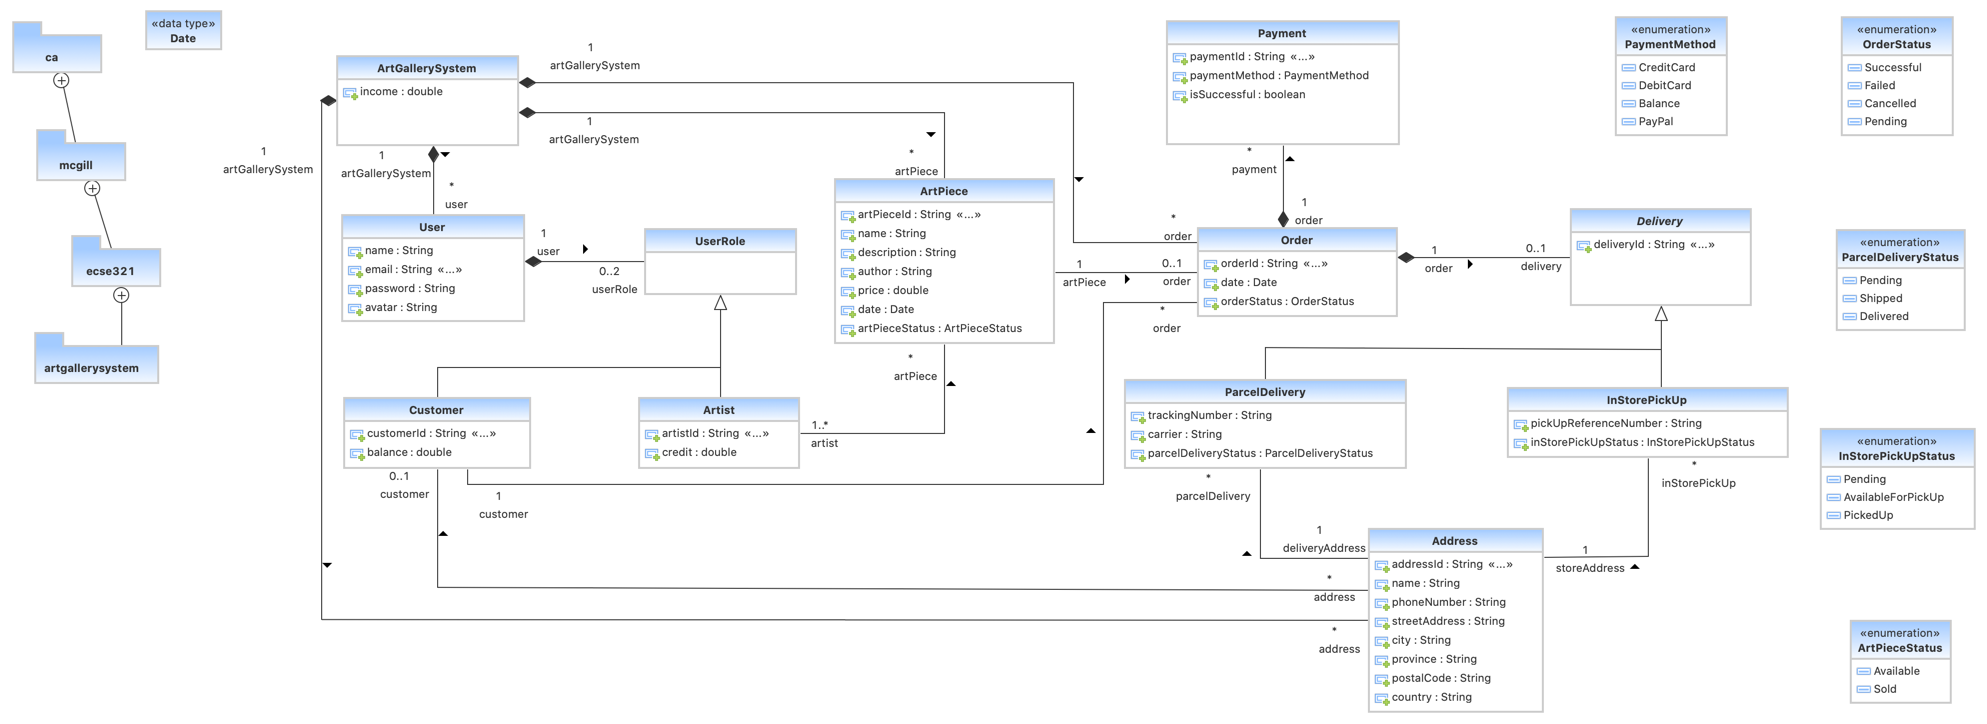 ca
mcgill
ecse321
artgallerysystem
«data type»
Date
ArtGallerySystem
income : double
1
artGallerySystem
1
artGallerySystem
1
artGallerySystem
1
artGallerySystem
*
user
User
name : String
email : String «...»
password : String
avatar : String
1
user
0..2
userRole
UserRole
*
artPiece
ArtPiece
artPieceId : String «...»
name : String
description : String
author : String
price : double
date : Date
artPieceStatus : ArtPieceStatus
*
artPiece
1..*
artist
Customer
customerId : String «...»
balance : double
0..1
customer
1
customer
Artist
artistId : String «...»
credit : double
Payment
paymentId : String «...»
paymentMethod : PaymentMethod
isSuccessful : boolean
*
payment
1
order
*
order
1
artPiece
0..1
order
*
order
Order
orderId : String «...»
date : Date
orderStatus : OrderStatus
1
order
0..1
delivery
Delivery
deliveryId : String «...»
ParcelDelivery
trackingNumber : String
carrier : String
parcelDeliveryStatus : ParcelDeliveryStatus
*
parcelDelivery
1
deliveryAddress
InStorePickUp
pickUpReferenceNumber : String
inStorePickUpStatus : InStorePickUpStatus
*
inStorePickUp
1
storeAddress
*
address
*
address
Address
addressId : String «...»
name : String
phoneNumber : String
streetAddress : String
city : String
province : String
postalCode : String
country : String
«enumeration»
PaymentMethod
CreditCard
DebitCard
Balance
PayPal
«enumeration»
OrderStatus
Successful
Failed
Cancelled
Pending
«enumeration»
ParcelDeliveryStatus
Pending
Shipped
Delivered
«enumeration»
InStorePickUpStatus
Pending
AvailableForPickUp
PickedUp
«enumeration»
ArtPieceStatus
Available
Sold